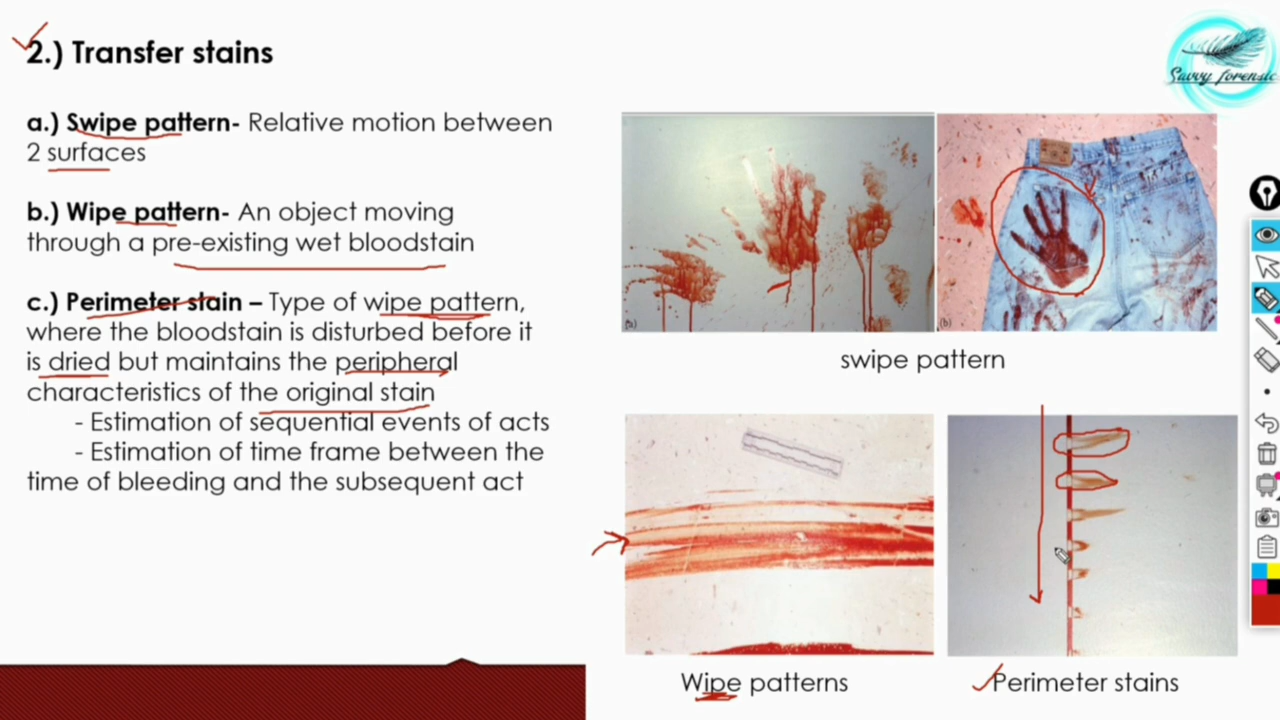 2.) Transfer stains
a.) Swipe pattern- Relative motion between
2 surfaces
b.) Wipe pattern- An object moving
through a pre-existing wet bloodstain
c.) Perimeter stain – Type of wipe pattern,
where the bloodstain is disturbed before it
is dried but maintains the peripheral
characteristics of the original stain
- Estimation of sequential events of acts
- Estimation of time frame between the
time of bleeding and the subsequent act
Savvy forensic
(a)
(b)
swipe pattern
Wipe patterns
Perimeter stains